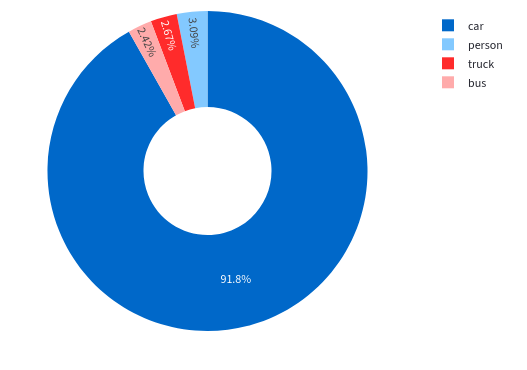 2.42%
2.67%
3.09%
91.8%
car
person
truck
bus